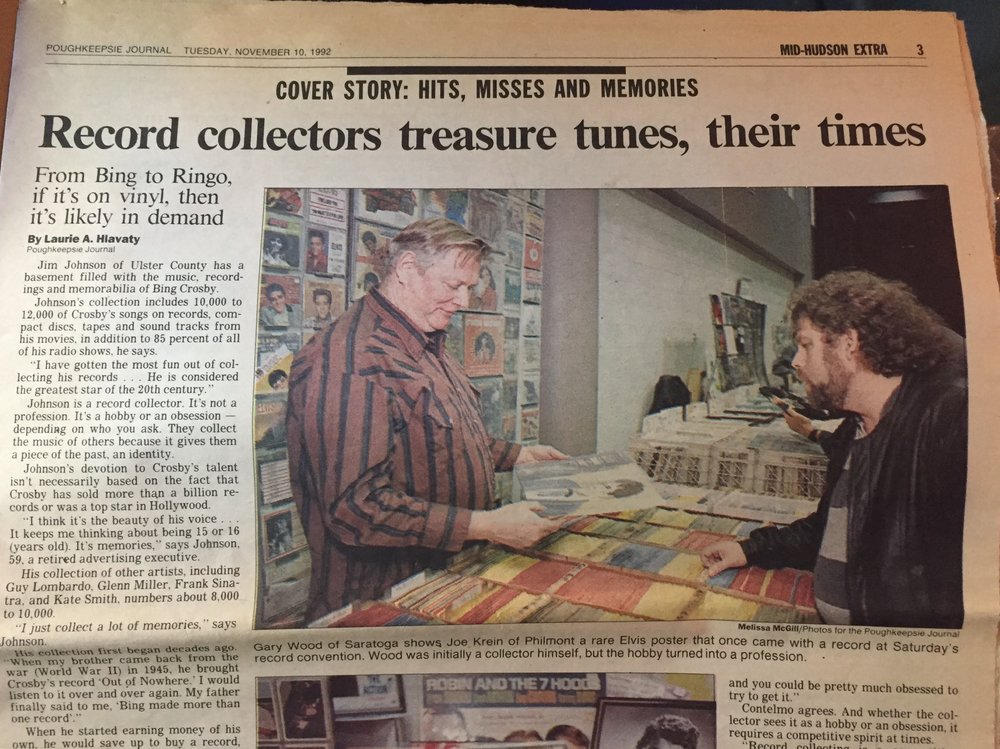 POUGHKEEPSIE JOURNAL TUESDAY, NOVEMBER 10, 1992
MID-HUDSON EXTRA 3
COVER STORY: HITS, MISSES AND MEMORIES
Record collectors treasure tunes, their times
From Bing to Ringo,
if it's on vinyl, then
it's likely in demand
By Laurie A. Hlavaty
Poughkeepsie Journal
Jim Johnson of Ulster County has a
basement filled with the music, record-
ings and memorabilia of Bing Crosby.
Johnson's collection includes 10,000 to
12,000 of Crosby's songs on records, com-
pact discs, tapes and sound tracks from
his movies, in addition to 85 percent of all
of his radio shows, he says.
"I have gotten the most fun out of col-
lecting his records . . . He is considered
the greatest star of the 20th century."
Johnson is a record collector. It's not a
profession. It's a hobby or an obsession —
depending on who you ask. They collect
the music of others because it gives them
a piece of the past, an identity.
Johnson's devotion to Crosby's talent
isn't necessarily based on the fact that
Crosby has sold more than a billion re-
cords or was a top star in Hollywood.
"I think it's the beauty of his voice . . .
It keeps me thinking about being 15 or 16
(years old). It's memories," says Johnson,
59, a retired advertising executive.
His collection of other artists, including
Guy Lombardo, Glenn Miller, Frank Sina-
tra, and Kate Smith, numbers about 8,000
to 10,000.
"I just collect a lot of memories," says
Johnson.
His collection first began decades ago.
"When my brother came back from the
war (World War II) in 1945, he brought
Crosby's record 'Out of Nowhere.' I would
listen to it over and over again. My father
finally said to me, 'Bing made more than
one record'."
When he started earning money of his
own, he would save up to buy a record,
Melissa McGill/Photos for the Poughkeepsie Journal
Gary Wood of Saratoga shows Joe Krein of Philmont a rare Elvis poster that once came with a record at Saturday's
record convention. Wood was initially a collector himself, but the hobby turned into a profession.
ROBIN AND THE 7 HOODS
and you could be pretty much obsessed to
try to get it."
Contelmo agrees. And whether the col-
lector sees it as a hobby or an obsession, it
requires a competitive spirit at times.
"Record collecting is